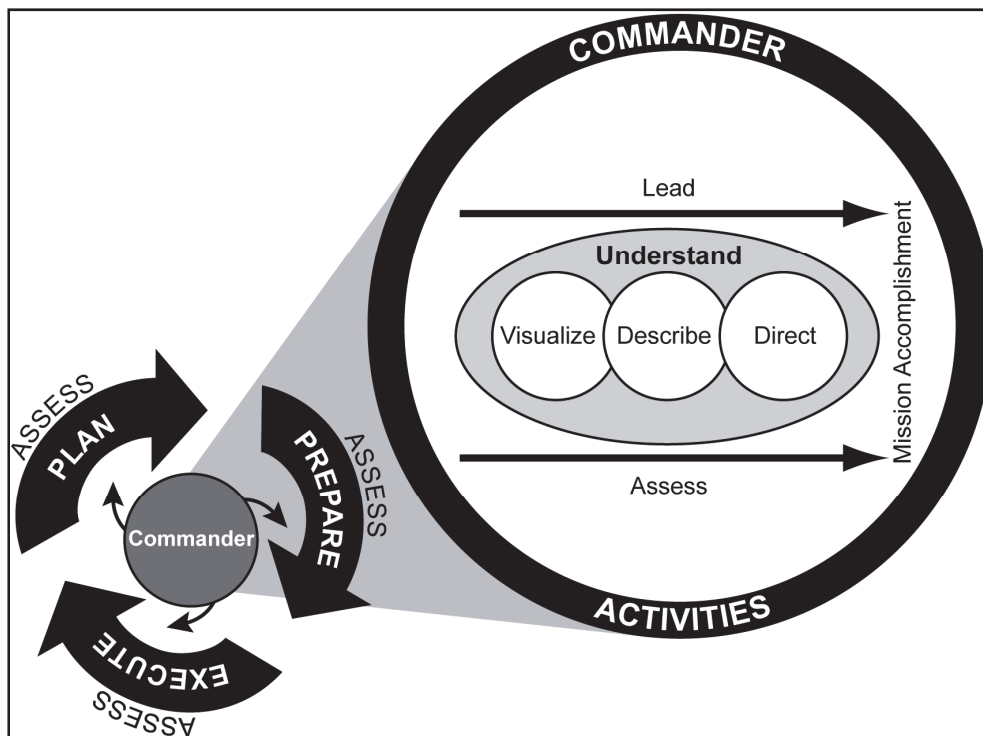 COMMANDER
Lead
Understand
Visualize
Describe
Direct
Mission Accomplishment
Assess
ACTIVITIES
ASSESS
PLAN
PREPARE
ASSESS
Commander
EXECUTE
ASSESS